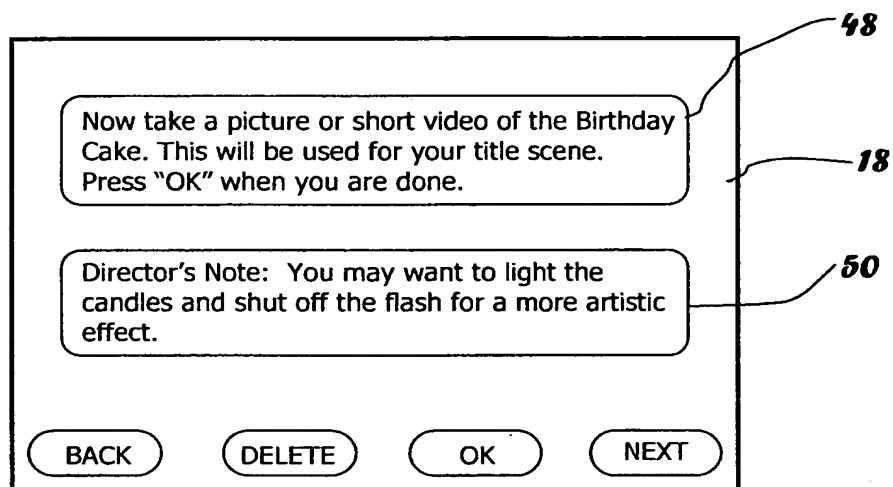 48
Now take a picture or short video of the Birthday
Cake. This will be used for your title scene.
Press “OK” when you are done.
18
Director's Note: You may want to light the
candles and shut off the flash for a more artistic
effect.
50
BACK DELETE OK NEXT